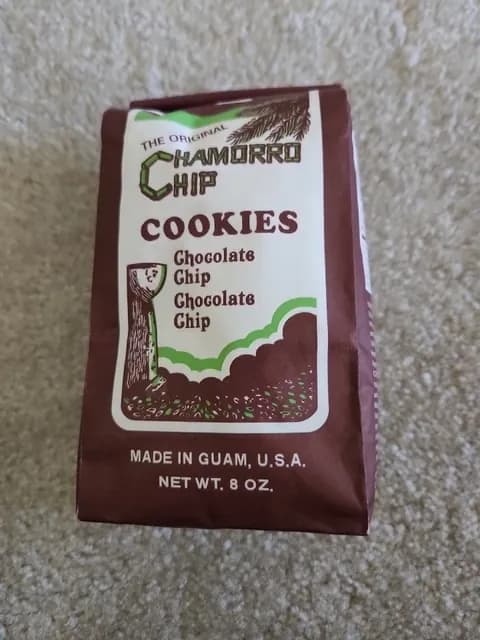 THE ORIGINAL
CHAMORRO
CHIP
COOKIES
Chocolate
Chip
Chocolate
Chip
MADE IN GUAM, U.S.A.
NET WT. 8 OZ.